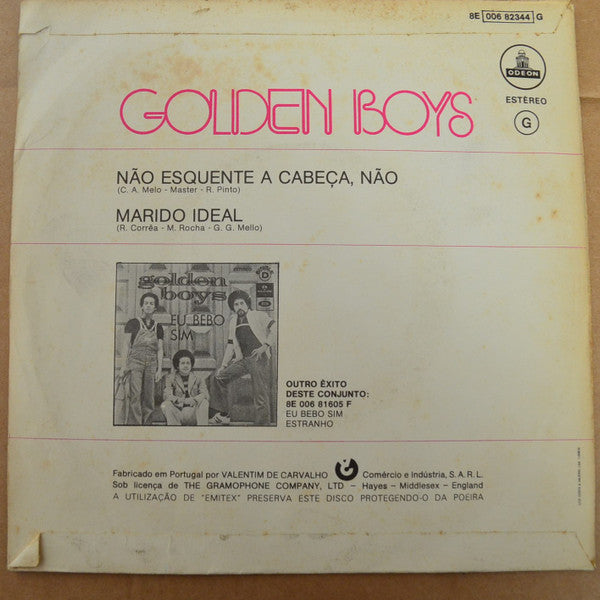 8E 006 82344 G
ODEON
ESTÉREO
G
GOLDEN BOYS
NÃO ESQUENTE A CABEÇA, NÃO
(C. A. Melo - Master - R. Pinto)
MARIDO IDEAL
(R. Corrêa - M. Rocha - G. G. Mello)
golden
boys
EU BEBO
SIM
OUTRO ÊXITO
DESTE CONJUNTO:
8E 006 81605 F
EU BEBO SIM
ESTRANHO
Fabricado em Portugal por VALENTIM DE CARVALHO Comércio e Indústria, S. A. R. L.
Sob licença de THE GRAMOPHONE COMPANY, LTD — Hayes — Middlesex — England
A UTILIZAÇÃO DE "EMITEX" PRESERVA ESTE DISCO PROTEGENDO-O DA POEIRA